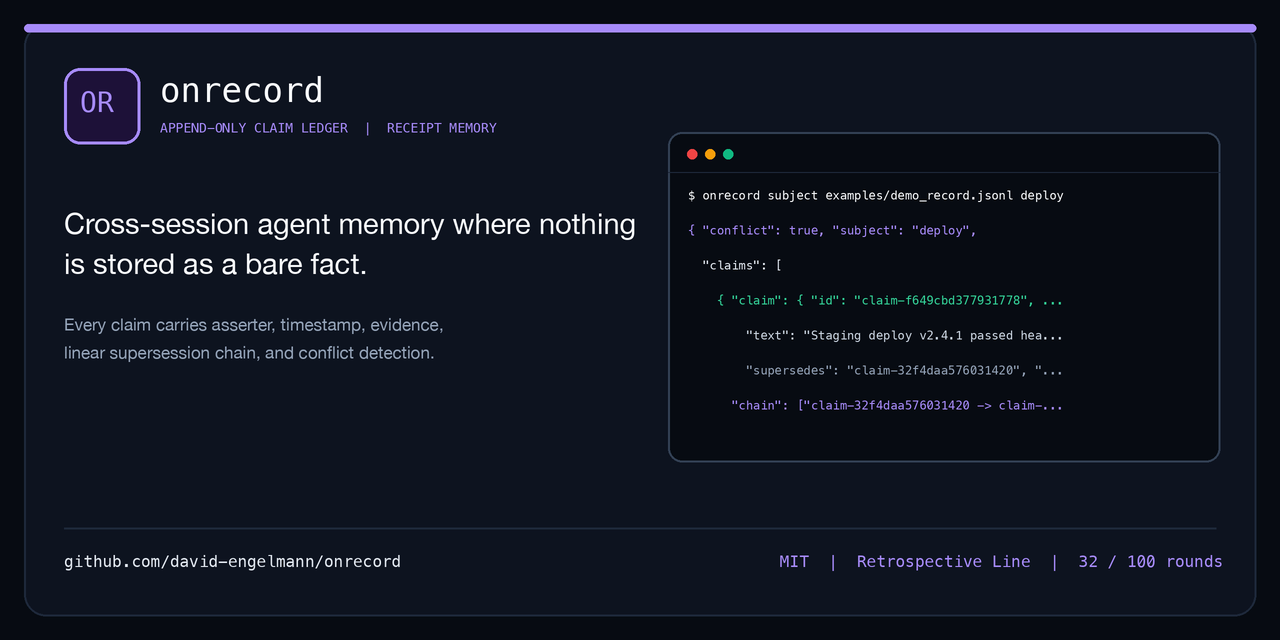 OR
onrecord
APPEND-ONLY CLAIM LEDGER | RECEIPT MEMORY
Cross-session agent memory where nothing
is stored as a bare fact.
Every claim carries asserter, timestamp, evidence,
linear supersession chain, and conflict detection.
$ onrecord subject examples/demo_record.jsonl deploy
{ "conflict": true, "subject": "deploy",
"claims": [
{ "claim": { "id": "claim-f649cbd377931778", ...
"text": "Staging deploy v2.4.1 passed hea...
"supersedes": "claim-32f4daa576031420", "...
"chain": ["claim-32f4daa576031420 -> claim-...
github.com/david-engelmann/onrecord
MIT | Retrospective Line | 32 / 100 rounds